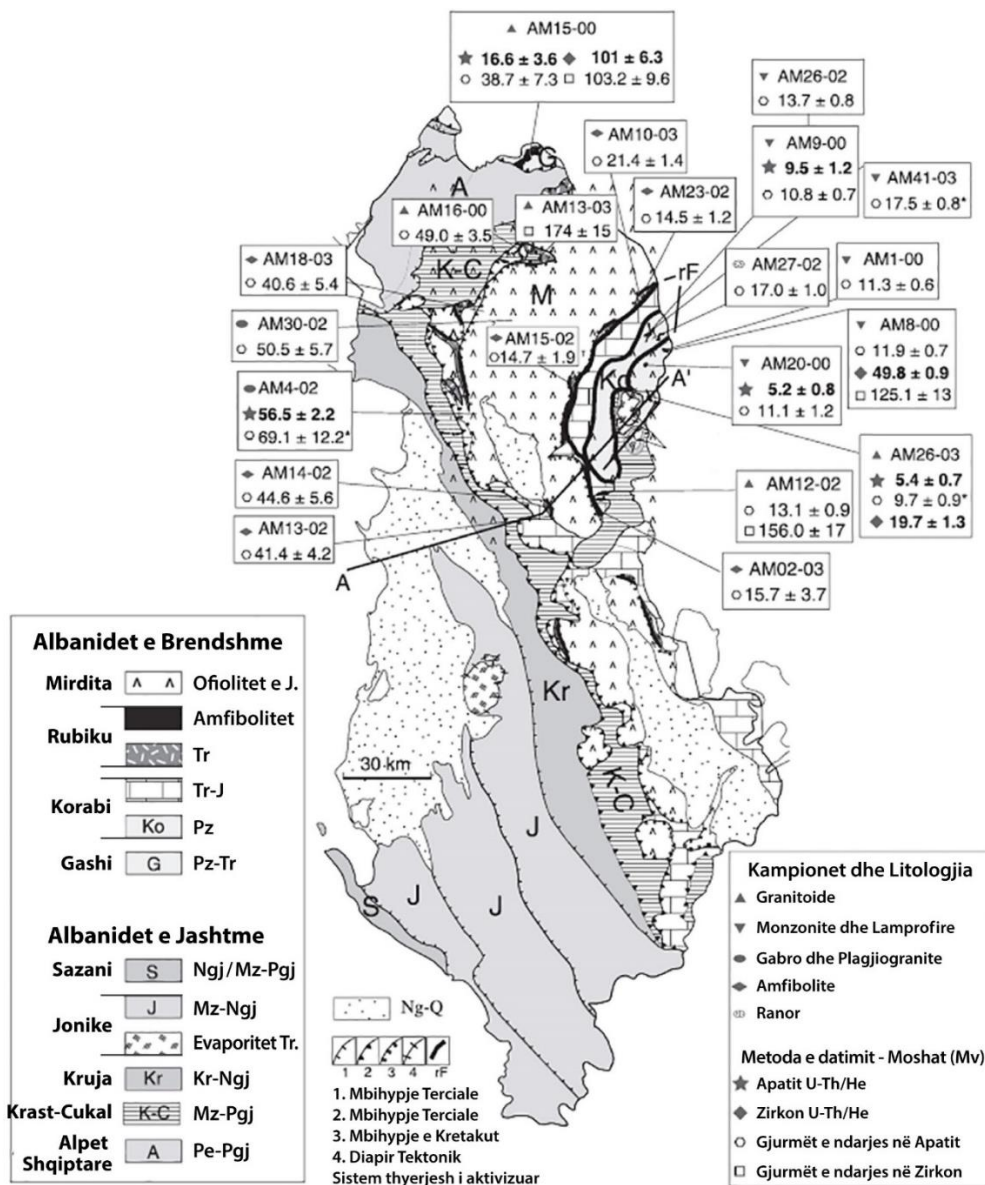 AM15-00
16.6 ± 3.6 101 ± 6.3
38.7 ± 7.3 103.2 ± 9.6
AM26-02
13.7 ± 0.8
AM10-03
21.4 ± 1.4
AM9-00
9.5 ± 1.2
10.8 ± 0.7
AM41-03
17.5 ± 0.8*
AM23-02
14.5 ± 1.2
G
A
AM16-00
49.0 ± 3.5
AM13-03
174 ± 15
K-C
AM18-03
40.6 ± 5.4
M
rF
AM27-02
17.0 ± 1.0
AM1-00
11.3 ± 0.6
AM30-02
50.5 ± 5.7
AM15-02
14.7 ± 1.9
AM8-00
11.9 ± 0.7
49.8 ± 0.9
125.1 ± 13
Ko
A'
AM20-00
5.2 ± 0.8
11.1 ± 1.2
AM4-02
56.5 ± 2.2
69.1 ± 12.2*
AM26-03
5.4 ± 0.7
9.7 ± 0.9*
19.7 ± 1.3
AM14-02
44.6 ± 5.6
AM12-02
13.1 ± 0.9
156.0 ± 17
AM13-02
41.4 ± 4.2
A
AM02-03
15.7 ± 3.7
Kr
30 km
K-C
J
J
J
S
Albanidet e Brendshme
Mirdita Ofiolitet e J.
Rubiku Amfibolitet
Tr
Korabi Tr-J
Ko Pz
Gashi G Pz-Tr
Albanidet e Jashtme
Sazani S Ngj/Mz-Pgj
Jonike J Mz-Ngj
Evaporitet Tr.
Kruja Kr Kr-Ngj
Krast-Cukal K-C Mz-Pgj
Alpet
Shqiptare A Pe-Pgj
Ng-Q
1 2 3 4 rF
1. Mbihypje Terciale
2. Mbihypje Terciale
3. Mbihypje e Kretakut
4. Diapir Tektonik
Sistem thyerjesh i aktivizuar
Kampionet dhe Litologjia
Granitoide
Monzonite dhe Lamprofire
Gabro dhe Plagjiogranite
Amfibolite
Ranor
Metoda e datimit - Moshat (Mv)
Apatit U-Th/He
Zirkon U-Th/He
Gjurmët e ndarjes në Apatit
Gjurmët e ndarjes në Zirkon